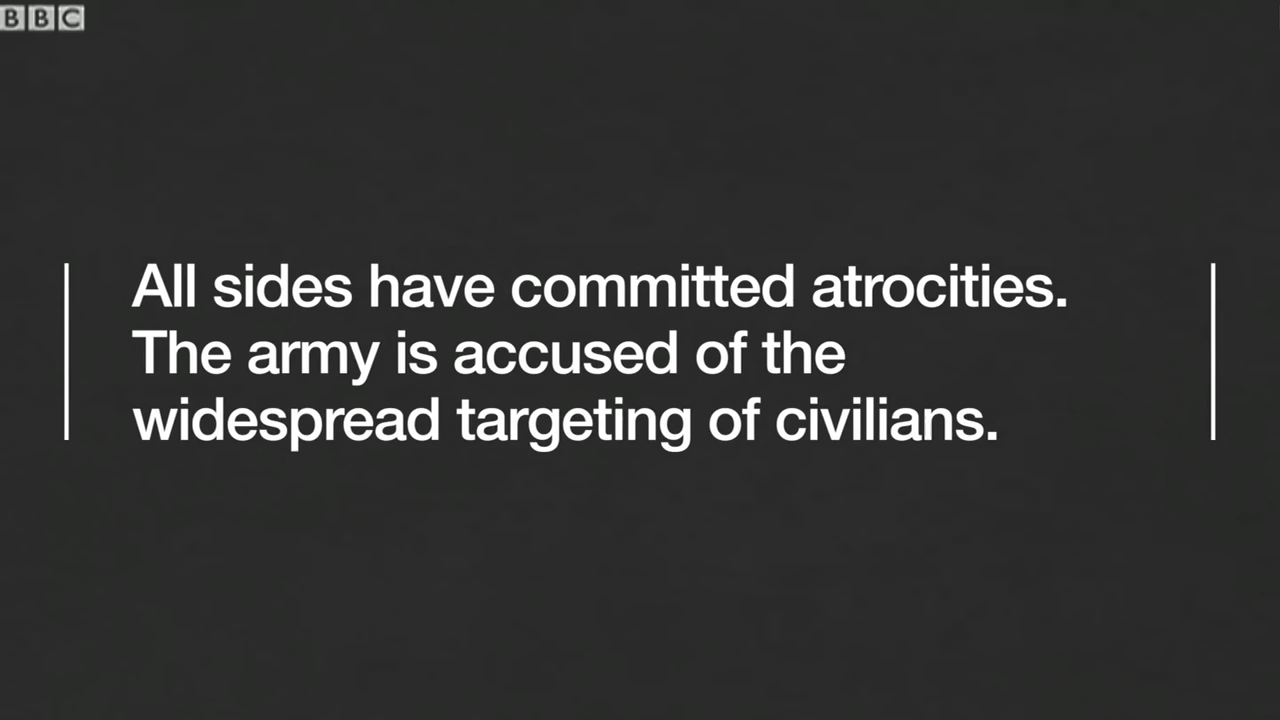 BBC
All sides have committed atrocities.
The army is accused of the
widespread targeting of civilians.